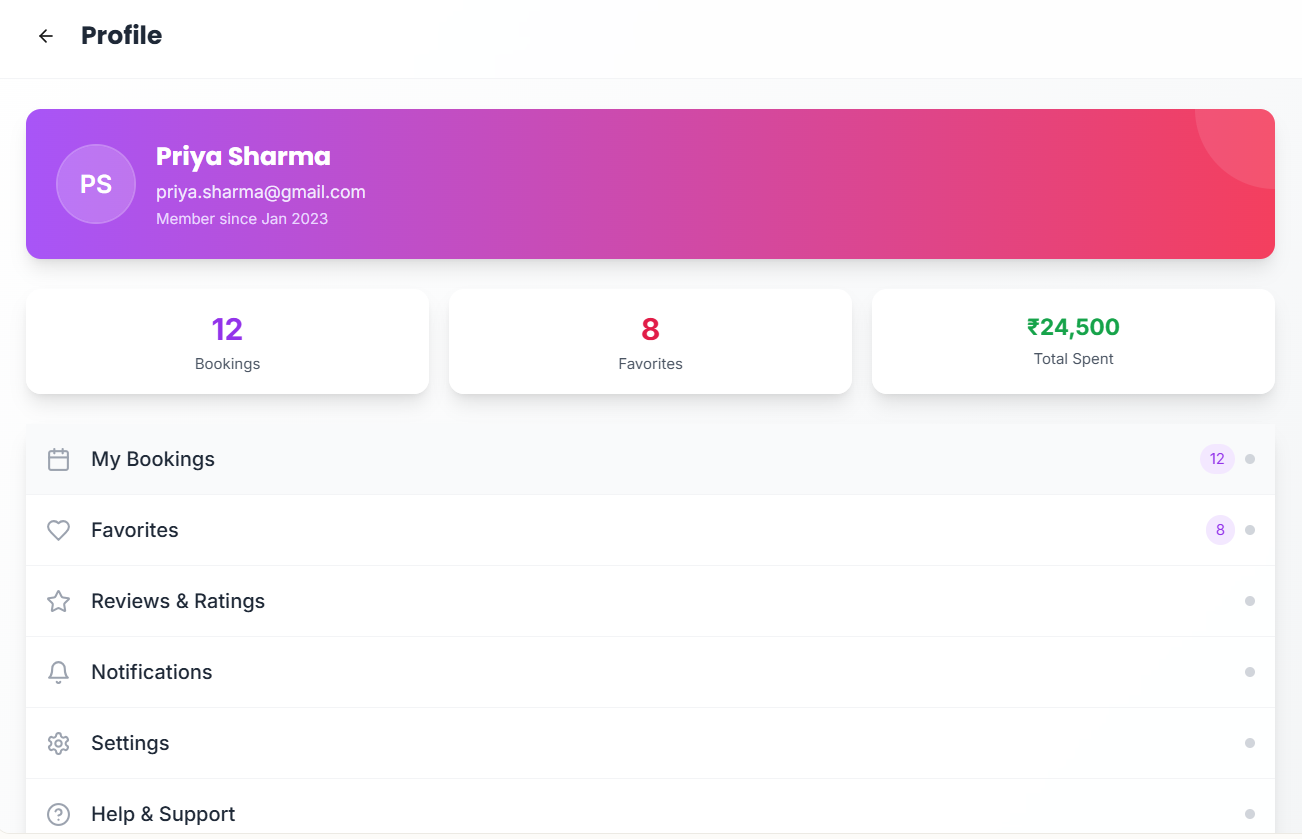 Profile
PS
Priya Sharma
priya.sharma@gmail.com
Member since Jan 2023
12
Bookings
8
Favorites
₹24,500
Total Spent
My Bookings
12
Favorites
8
Reviews & Ratings
Notifications
Settings
Help & Support